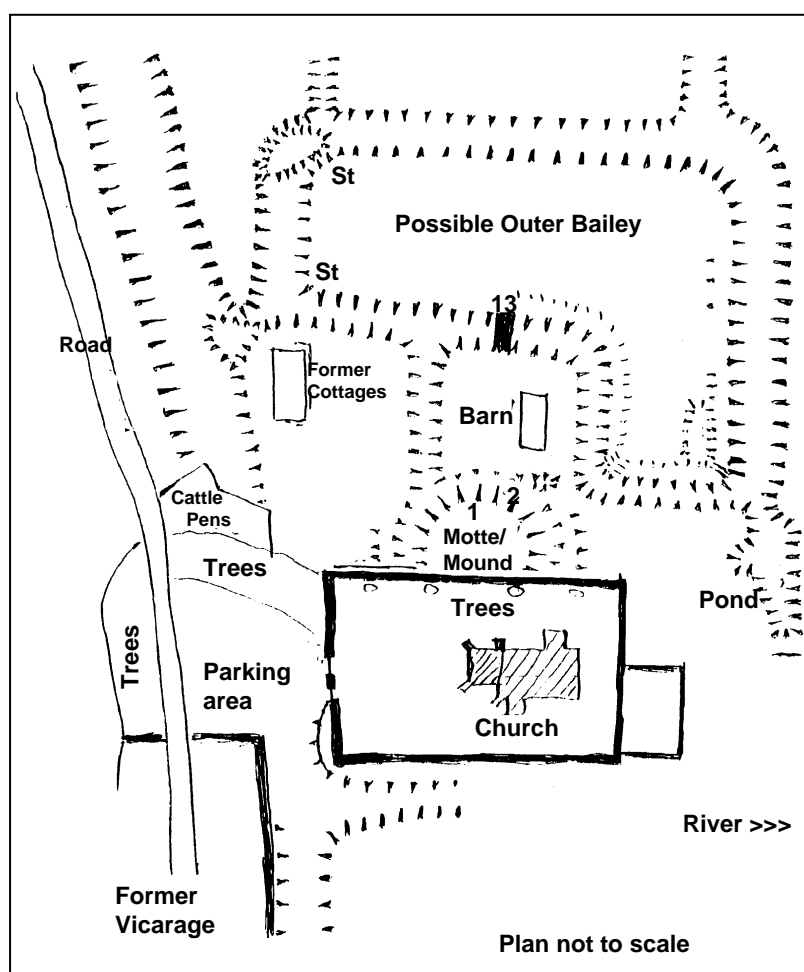 St
Possible Outer Bailey
St
13
Road
Former
Cottages
Barn
Cattle
Pens
1
2
Motte/
Mound
Trees
Trees
Pond
Trees
Parking
area
Church
River >>>
Former
Vicarage
Plan not to scale